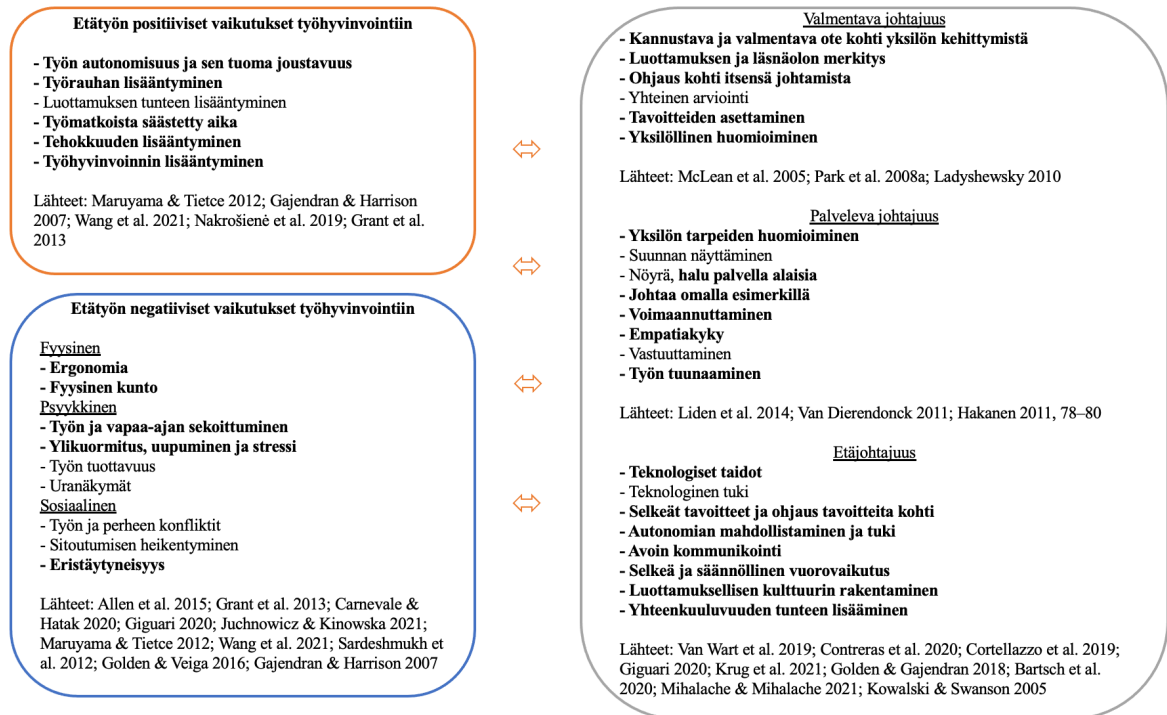 Etätyön positiiviset vaikutukset työhyvinvointiin
- Työn autonomisuus ja sen tuoma joustavuus
- Työrauhan lisääntyminen
- Luottamuksen tunteen lisääntyminen
- Työmatkoista säästetty aika
- Tehokkuuden lisääntyminen
- Työhyvinvoinnin lisääntyminen
Lähteet: Maruyama & Tietce 2012; Gajendran & Harrison
2007; Wang et al. 2021; Nakrošienė et al. 2019; Grant et al.
2013
Etätyön negatiiviset vaikutukset työhyvinvointiin
Fyysinen
- Ergonomia
- Fyysinen kunto
Psyykkinen
- Työn ja vapaa-ajan sekoittuminen
- Ylikuormitus, uupuminen ja stressi
- Työn tuottavuus
- Uranäkymät
Sosiaalinen
- Työn ja perheen konfliktit
- Sitoutumisen heikentyminen
- Eristäytyneisyys
Lähteet: Allen et al. 2015; Grant et al. 2013; Carnevale &
Hatak 2020; Giguari 2020; Juchnowicz & Kinowska 2021;
Maruyama & Tietce 2012; Wang et al. 2021; Sardeshmukh et
al. 2012; Golden & Veiga 2016; Gajendran & Harrison 2007
Valmentava johtajuus
- Kannustava ja valmentava ote kohti yksilön kehittymistä
- Luottamuksen ja läsnäolon merkitys
- Ohjaus kohti itsensä johtamista
- Yhteinen arviointi
- Tavoitteiden asettaminen
- Yksilöllinen huomioiminen
Lähteet: McLean et al. 2005; Park et al. 2008a; Ladyshewsky 2010
Palveleva johtajuus
- Yksilön tarpeiden huomioiminen
- Suunnan näyttäminen
- Nöyrä, halu palvella alaisia
- Johtaa omalla esimerkillä
- Voimaannuttaminen
- Empatiakyky
- Vastuuttaminen
- Työn tuunaaminen
Lähteet: Liden et al. 2014; Van Dierendonck 2011; Hakanen 2011, 78–80
Etäjohtajuus
- Teknologiset taidot
- Teknologinen tuki
- Selkeät tavoitteet ja ohjaus tavoitteita kohti
- Autonomian mahdollistaminen ja tuki
- Avoin kommunikointi
- Selkeä ja säännöllinen vuorovaikutus
- Luottamuksellisen kulttuurin rakentaminen
- Yhteenkuuluvuuden tunteen lisääminen
Lähteet: Van Wart et al. 2019; Contreras et al. 2020; Cortellazzo et al. 2019;
Giguari 2020; Krug et al. 2021; Golden & Gajendran 2018; Bartsch et al.
2020; Mihalache & Mihalache 2021; Kowalski & Swanson 2005